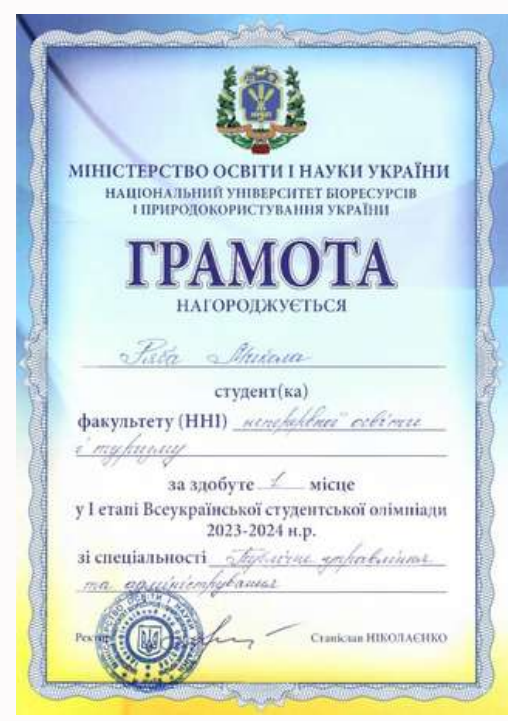 МІНІСТЕРСТВО ОСВІТИ І НАУКИ УКРАЇНИ
НАЦІОНАЛЬНИЙ УНІВЕРСИТЕТ БІОРЕСУРСІВ
І ПРИРОДОКОРИСТУВАННЯ УКРАЇНИ
ГРАМОТА
НАГОРОДЖУЄТЬСЯ
Ряба Микола
студент(ка)
факультету (ННІ) неперервної освіти
і туризму
за здобуте 1 місце
у І етапі Всеукраїнської студентської олімпіади
2023-2024 н.р.
зі спеціальності Публічне управління
та адміністрування
Ректор Станіслав НІКОЛАЄНКО